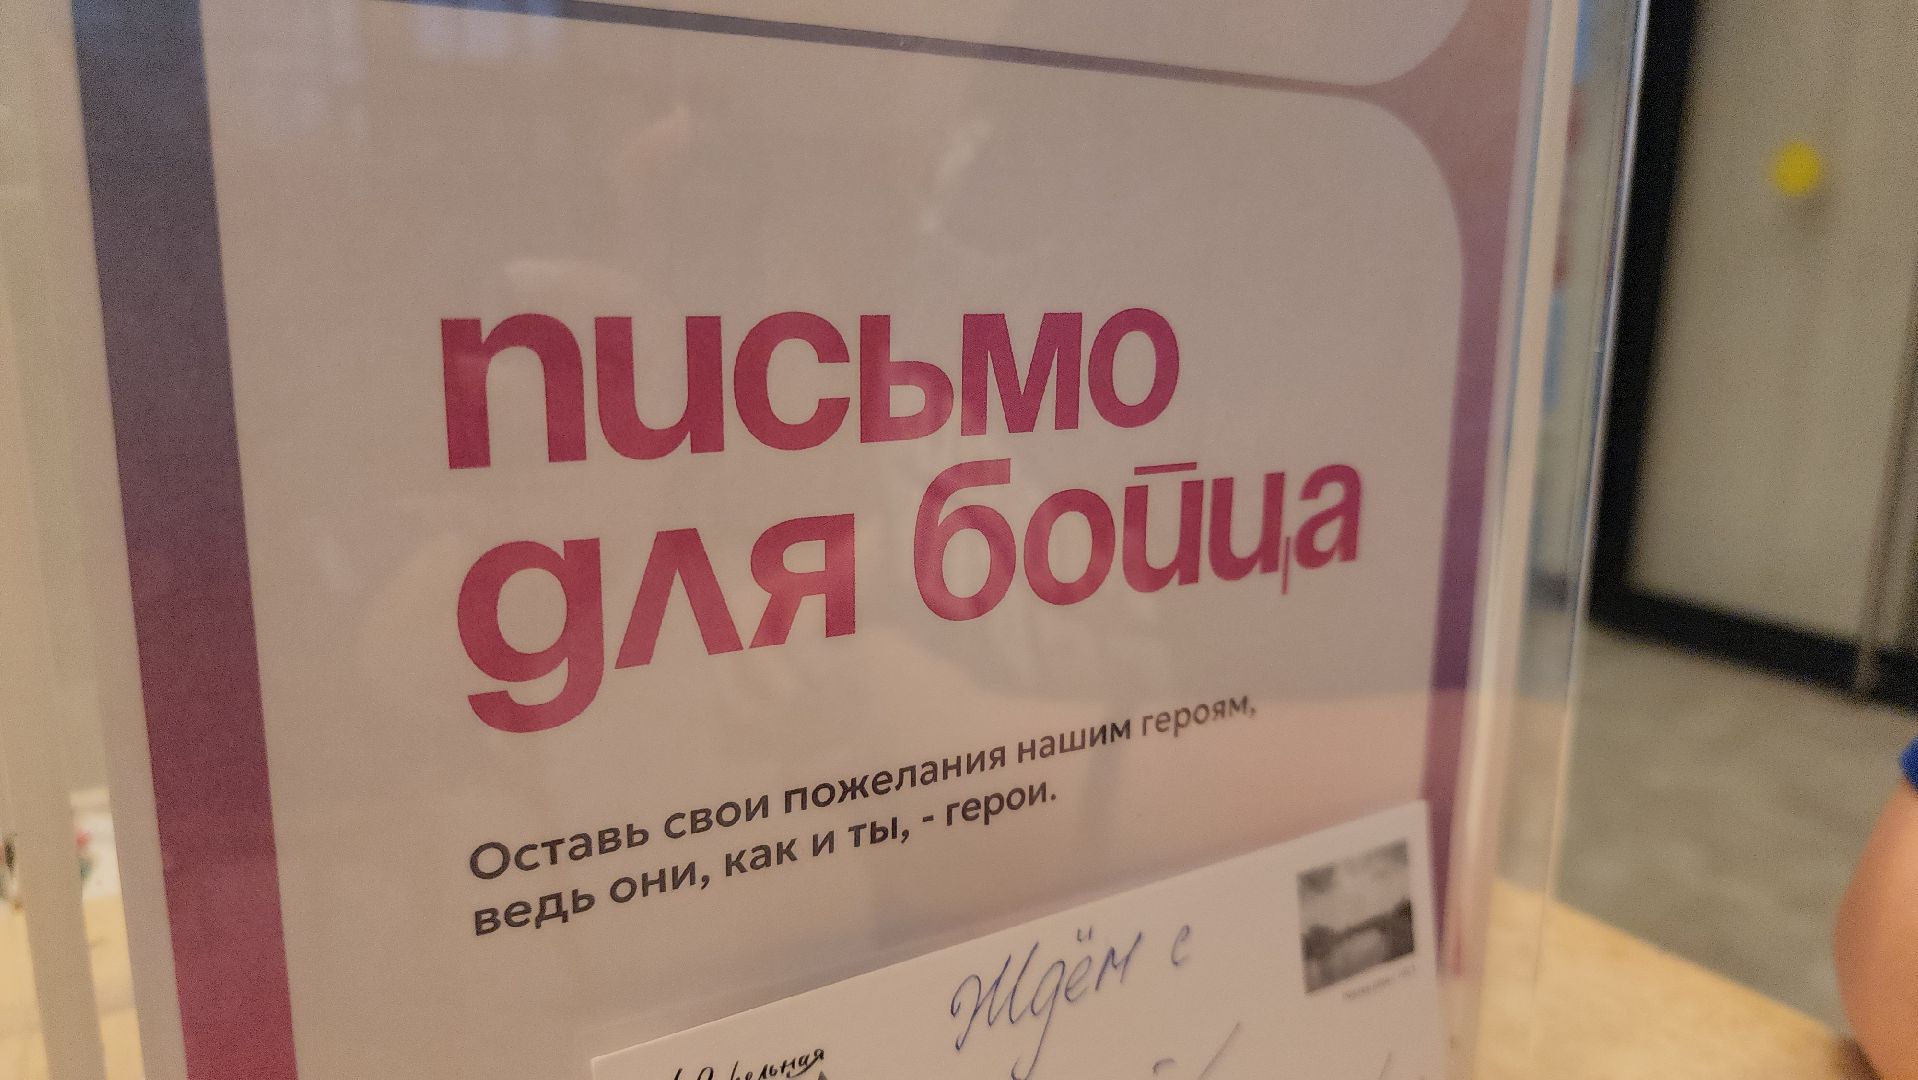 письмо
для бойца
Оставь свои пожелания нашим героям,
ведь они, как и ты, - герои.
Ждём с